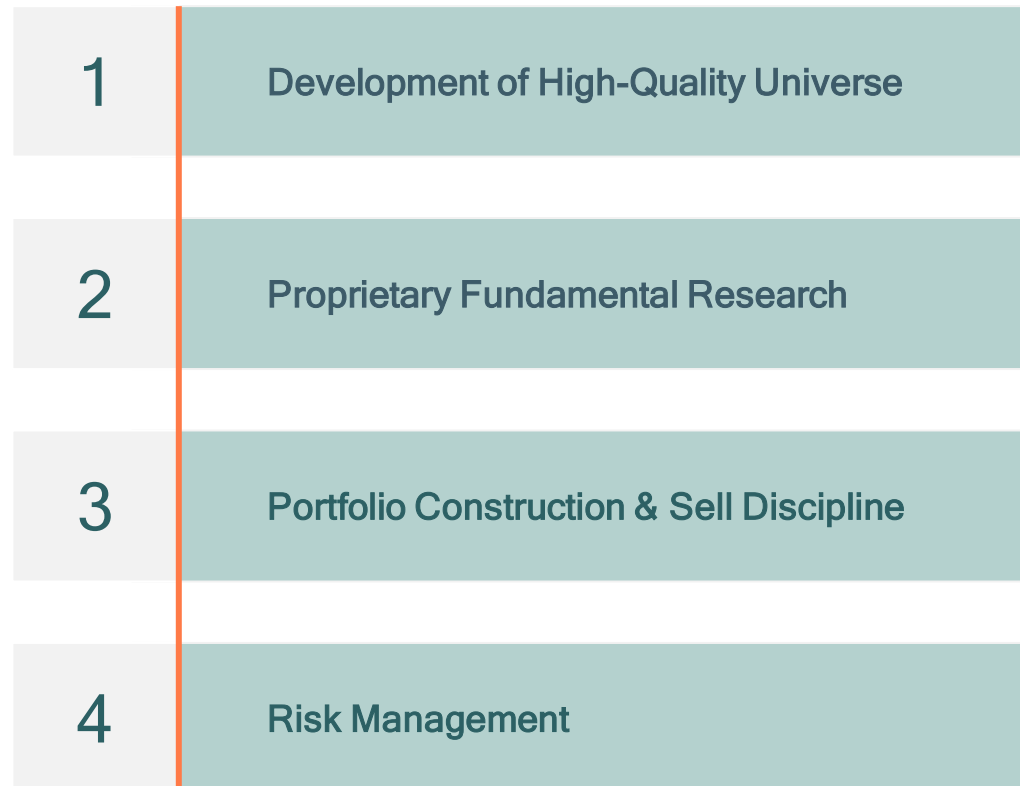 1
Development of High-Quality Universe
2
Proprietary Fundamental Research
3
Portfolio Construction & Sell Discipline
4
Risk Management